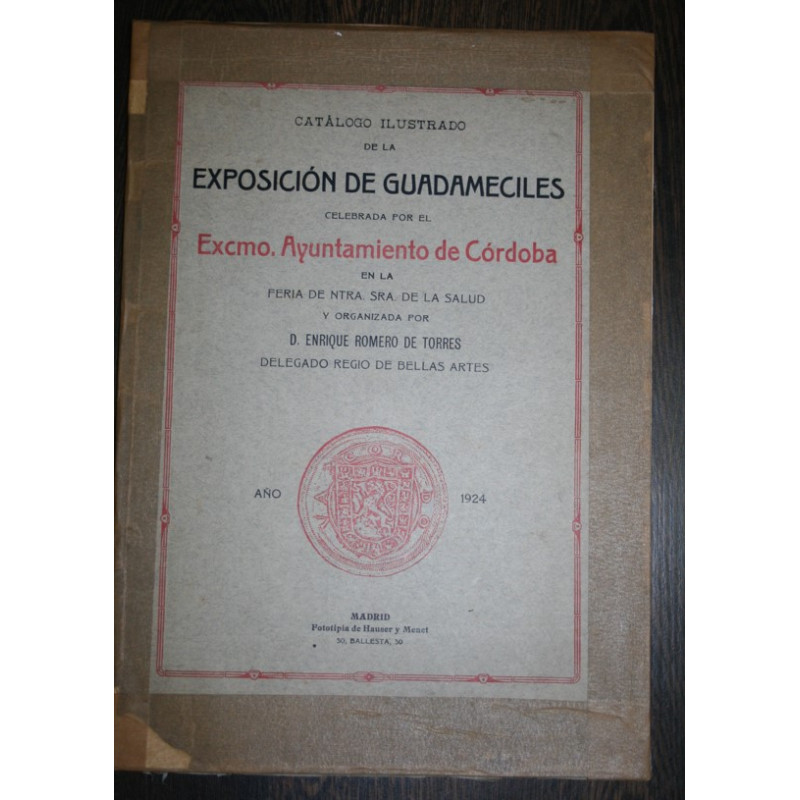 CATÁLOGO ILUSTRADO
DE LA
EXPOSICIÓN DE GUADAMECILES
CELEBRADA POR EL
Excmo. Ayuntamiento de Córdoba
EN LA
FERIA DE NTRA. SRA. DE LA SALUD
Y ORGANIZADA POR
D. ENRIQUE ROMERO DE TORRES
DELEGADO REGIO DE BELLAS ARTES
AÑO 1924
MADRID
Fototipia de Hauser y Menet
30, BALLESTA, 30